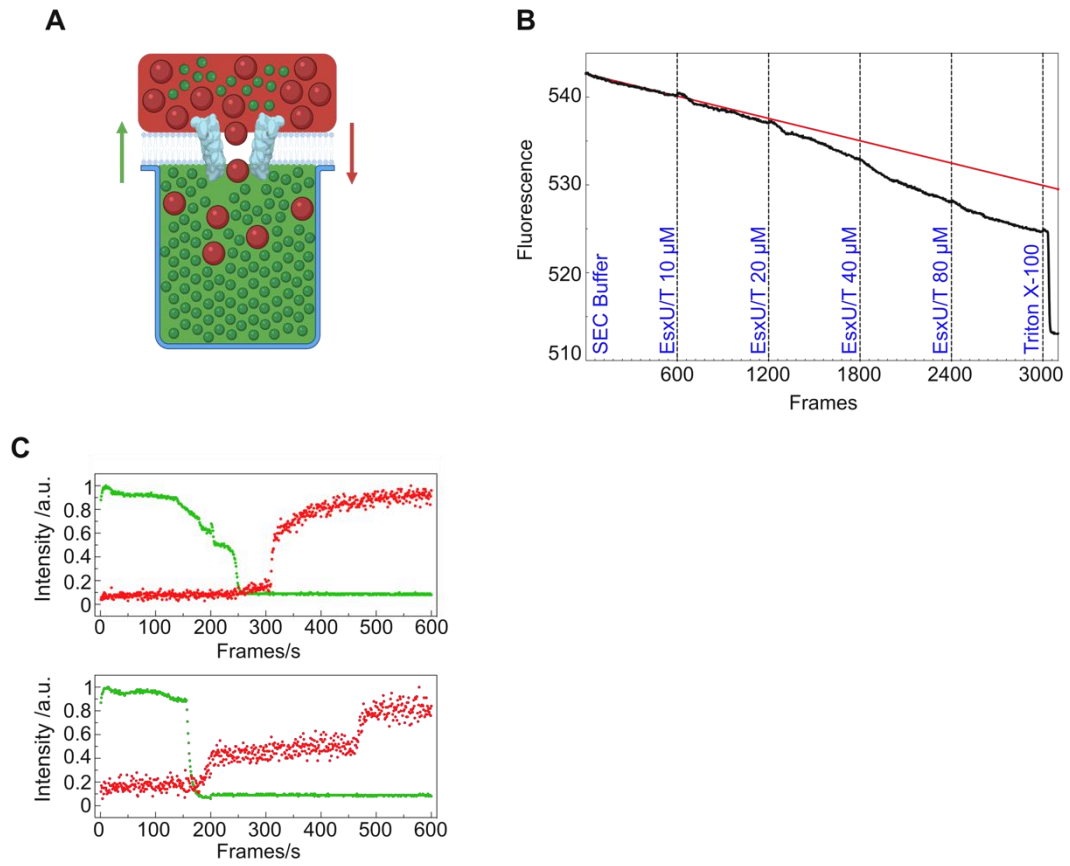 A
B
540
530
520
510
Fluorescence
SEC Buffer
EsxU/T 10 µM
EsxU/T 20 µM
EsxU/T 40 µM
EsxU/T 80 µM
Triton X-100
600 1200 1800 2400 3000
Frames
C
1
0.8
0.6
0.4
0.2
0
Intensity /a.u.
0 100 200 300 400 500 600
Frames/s
1
0.8
0.6
0.4
0.2
0
Intensity /a.u.
0 100 200 300 400 500 600
Frames/s